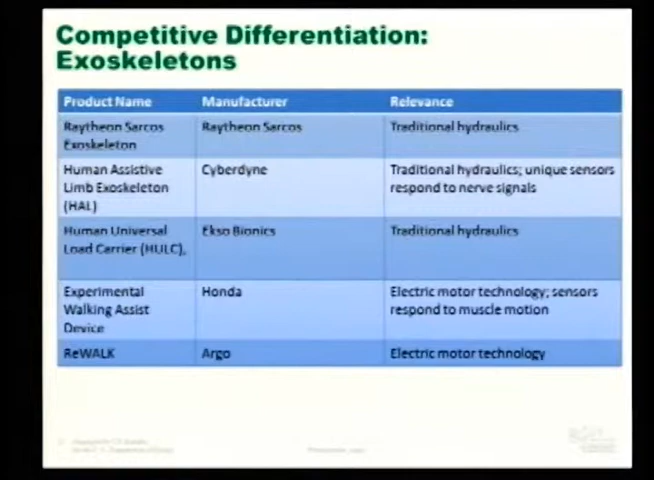 Competitive Differentiation:
Exoskeletons
Product Name Manufacturer Relevance
Raytheon Sarcos Raytheon Sarcos Traditional hydraulics
Exoskeleton
Human Assistive Cyberdyne Traditional hydraulics; unique sensors
Limb Exoskeleton respond to nerve signals
(HAL)
Human Universal Ekso Bionics Traditional hydraulics
Load Carrier (HULC),
Experimental Honda Electric motor technology; sensors
Walking Assist respond to muscle motion
Device
ReWALK Argo Electric motor technology